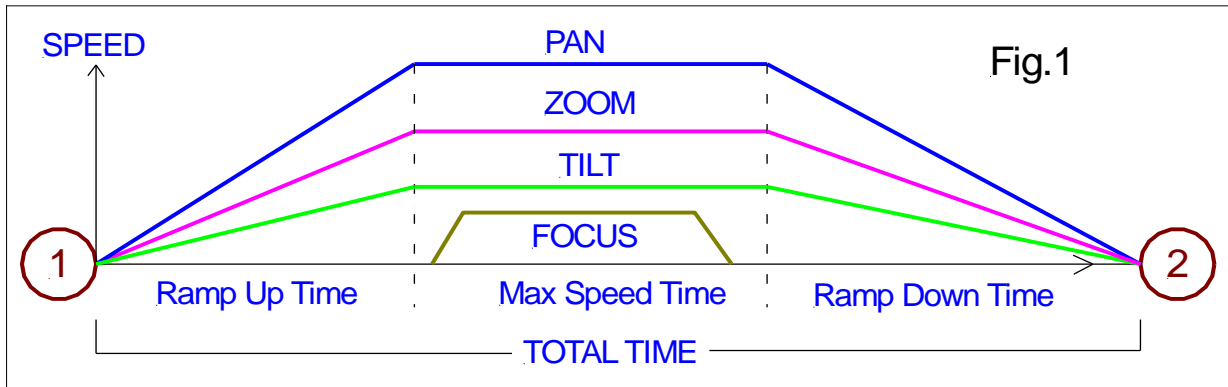 SPEED
PAN
Fig.1
ZOOM
TILT
FOCUS
1
2
Ramp Up Time
Max Speed Time
Ramp Down Time
TOTAL TIME